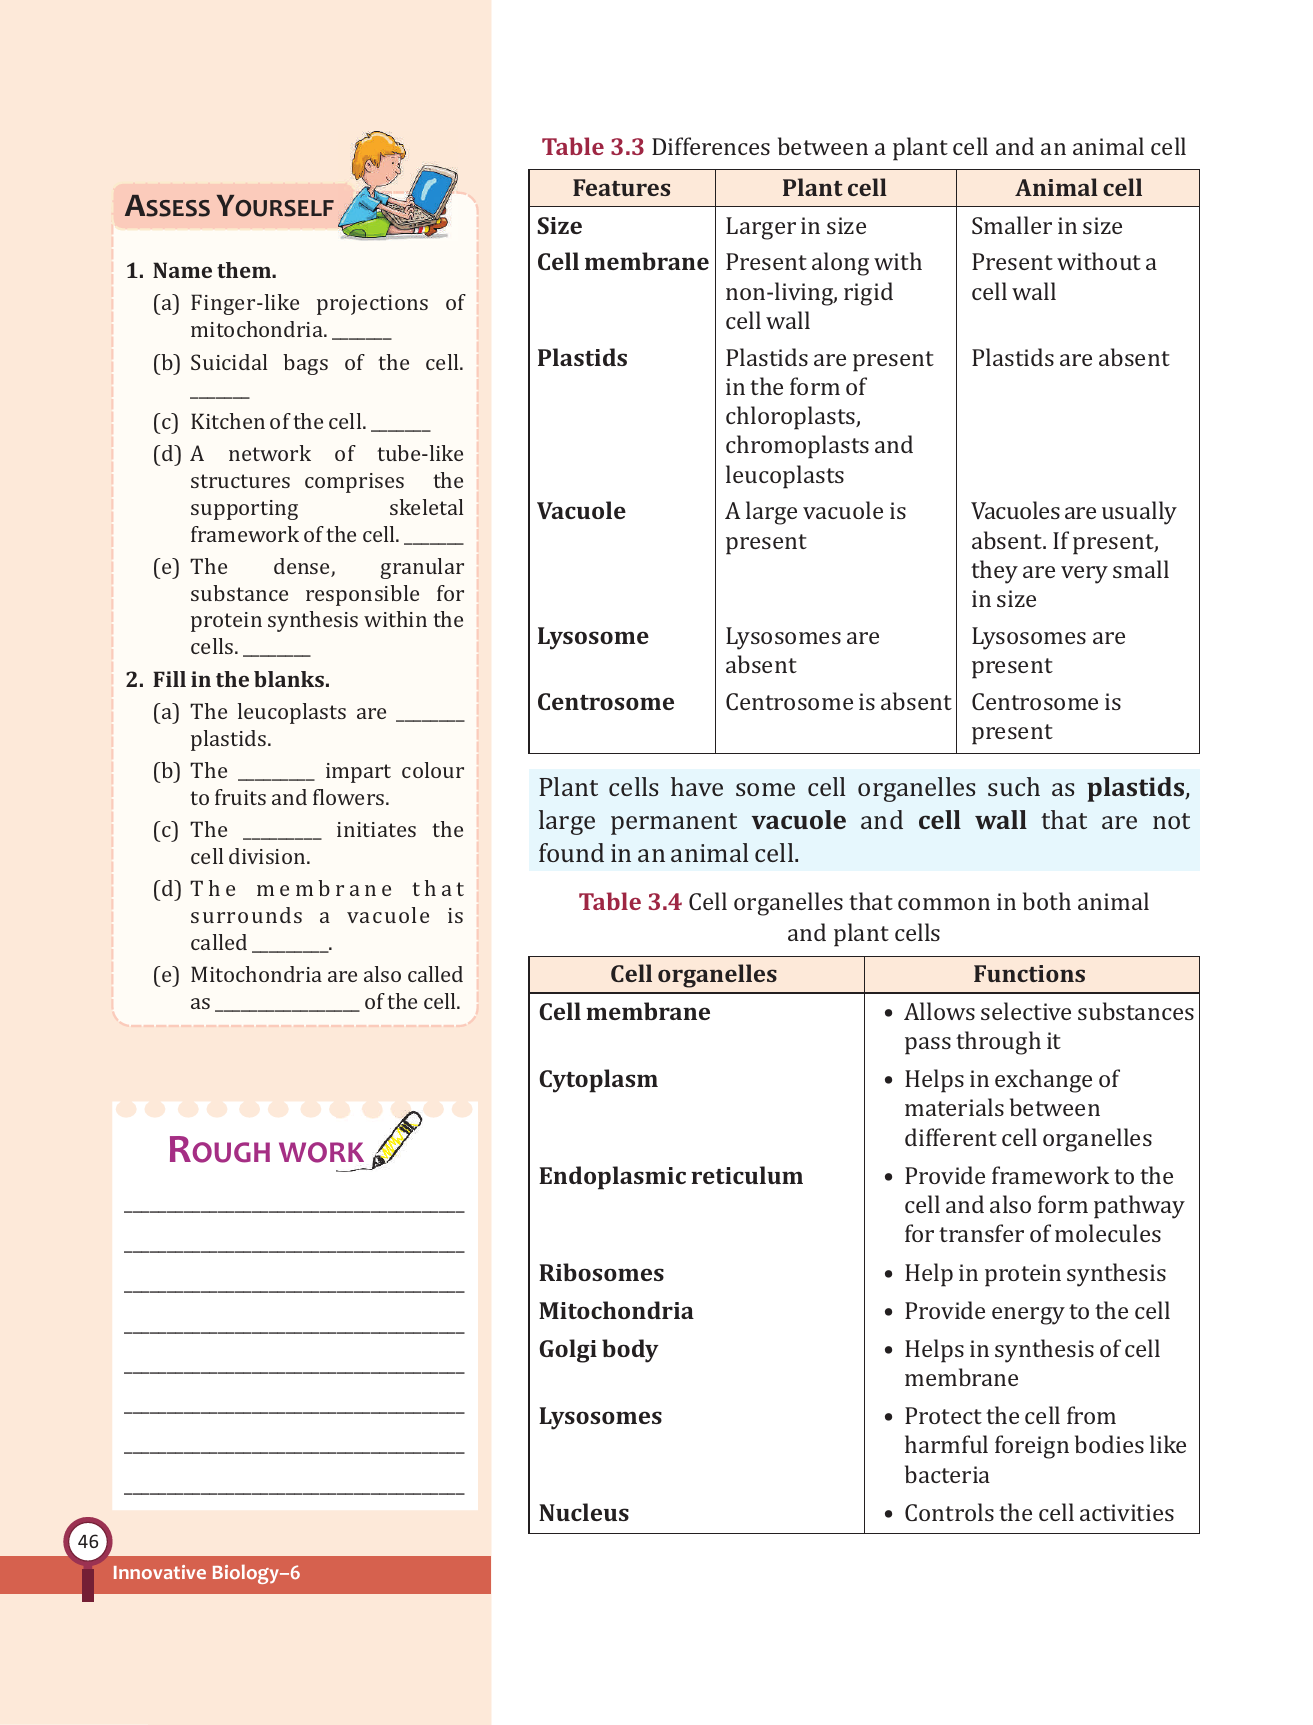 ASSESS YOURSELF
1. Name them.
(a) Finger-like projections of
mitochondria. _______
(b) Suicidal bags of the cell.
_______
(c) Kitchen of the cell. _______
(d) A network of tube-like
structures comprises the
supporting skeletal
framework of the cell. _______
(e) The dense, granular
substance responsible for
protein synthesis within the
cells. ________
2. Fill in the blanks.
(a) The leucoplasts are ________
plastids.
(b) The _________ impart colour
to fruits and flowers.
(c) The _________ initiates the
cell division.
(d) The membrane that
surrounds a vacuole is
called _________.
(e) Mitochondria are also called
as _________________ of the cell.
ROUGH WORK
46
Innovative Biology–6
Table 3.3 Differences between a plant cell and an animal cell
Features Plant cell Animal cell
Size Larger in size Smaller in size
Cell membrane Present along with Present without a
non-living, rigid cell wall
cell wall
Plastids Plastids are present Plastids are absent
in the form of
chloroplasts,
chromoplasts and
leucoplasts
Vacuole A large vacuole is Vacuoles are usually
present absent. If present,
they are very small
in size
Lysosome Lysosomes are Lysosomes are
absent present
Centrosome Centrosome is absent Centrosome is
present
Plant cells have some cell organelles such as plastids,
large permanent vacuole and cell wall that are not
found in an animal cell.
Table 3.4 Cell organelles that common in both animal
and plant cells
Cell organelles Functions
Cell membrane • Allows selective substances
pass through it
Cytoplasm • Helps in exchange of
materials between
different cell organelles
Endoplasmic reticulum • Provide framework to the
cell and also form pathway
for transfer of molecules
Ribosomes • Help in protein synthesis
Mitochondria • Provide energy to the cell
Golgi body • Helps in synthesis of cell
membrane
Lysosomes • Protect the cell from
harmful foreign bodies like
bacteria
Nucleus • Controls the cell activities